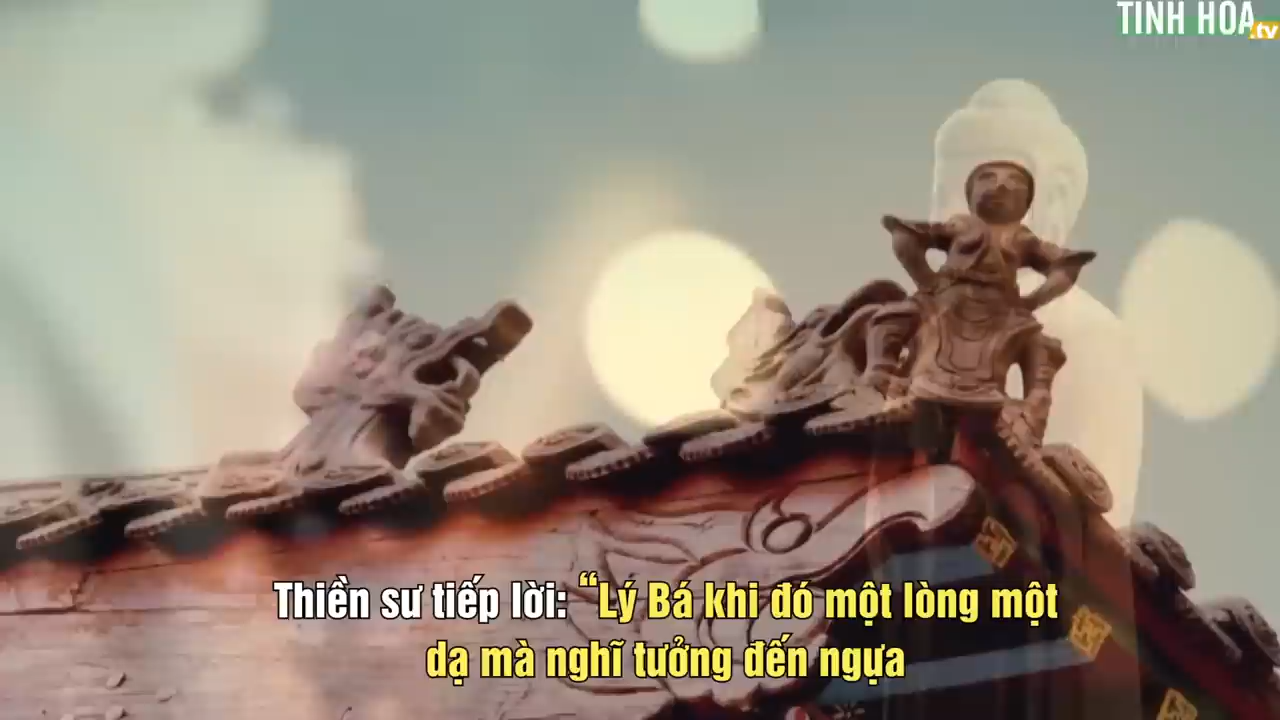 TINH HOA.tv
Thiền sư tiếp lời: “Lý Bá khi đó một lòng một
dạ mà nghĩ tưởng đến ngựa